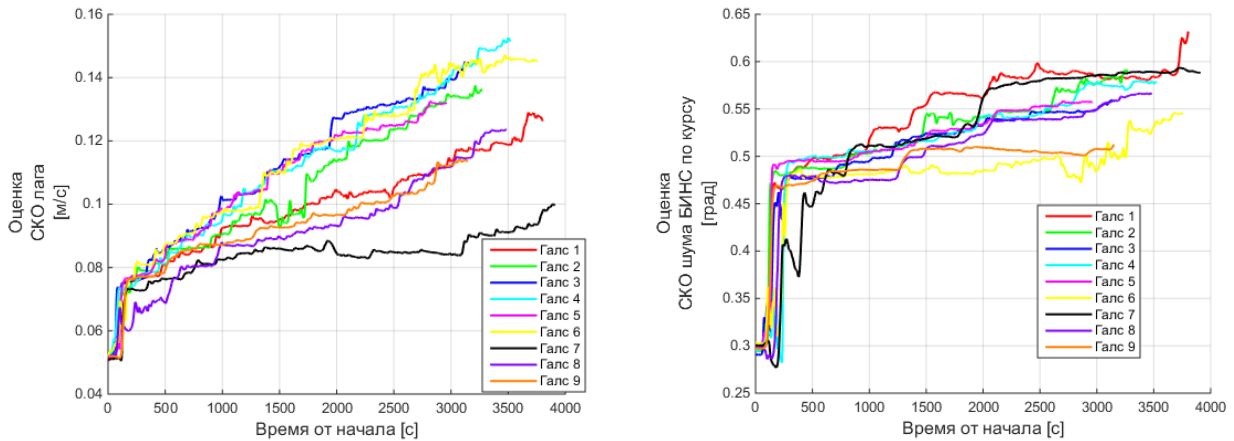 0.16
0.14
0.12
0.1
0.08
0.06
0.04
Оценка
СКО лага
[м/с]
0
500
1000
1500
2000
2500
3000
3500
4000
Время от начала [с]
Галс 1
Галс 2
Галс 3
Галс 4
Галс 5
Галс 6
Галс 7
Галс 8
Галс 9
0.65
0.6
0.55
0.5
0.45
0.4
0.35
0.3
0.25
Оценка
СКО шума БИНС по курсу
[град]
0
500
1000
1500
2000
2500
3000
3500
4000
Время от начала [с]
Галс 1
Галс 2
Галс 3
Галс 4
Галс 5
Галс 6
Галс 7
Галс 8
Галс 9